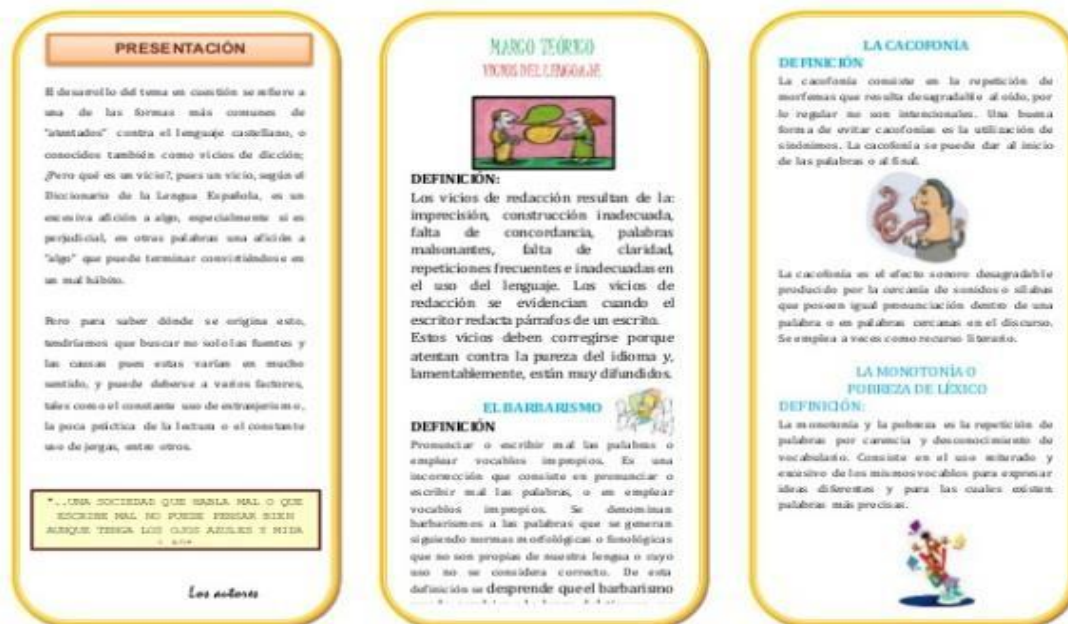 PRESENTACIÓN
El desarrollo del tema en cuestión se refiere a
una de las formas más comunes de
"atentados" contra el lenguaje castellano, o
conocidos también como vicios de dicción;
¿Pero qué es un vicio?, pues un vicio, según el
Diccionario de la Lengua Española, es un
excesiva afición a algo, especialmente si es
perjudicial, en otras palabras una afición a
"algo" que puede terminar convirtiéndose en
un mal hábito.
Pero para saber dónde se origina esto,
tendríamos que buscar no solo las fuentes y
las causas pues estas varían en mucho
sentido, y puede deberse a varios factores,
tales como el constante uso de extranjerismo,
la poca práctica de la lectura o el constante
uso de jergas, entre otros.
"..UNA SOCIEDAD QUE HABLA MAL O QUE
ESCRIBE MAL NO PUEDE PENSAR BIEN
AUNQUE TENGA LOS OJOS AZULES Y MIDA
Los autores
MARCO TEÓRICO
VICIOS DEL LENGUAJE
DEFINICIÓN:
Los vicios de redacción resultan de la:
imprecisión, construcción inadecuada,
falta de concordancia, palabras
malsonantes, falta de claridad,
repeticiones frecuentes e inadecuadas en
el uso del lenguaje. Los vicios de
redacción se evidencian cuando el
escritor redacta párrafos de un escrito.
Estos vicios deben corregirse porque
atentan contra la pureza del idioma y,
lamentablemente, están muy difundidos.
EL BARBARISMO
DEFINICIÓN
Pronunciar o escribir mal las palabras o
emplear vocablos impropios. Es una
incorrección que consiste en pronunciar o
escribir mal las palabras, o en emplear
vocablos impropios. Se denominan
barbarismos a las palabras que se generan
siguiendo normas morfológicas o fonológicas
que no son propias de nuestra lengua o cuyo
uso no se considera correcto. De esta
definición se desprende que el barbarismo
LA CACOFONÍA
DEFINICIÓN
La cacofonía consiste en la repetición de
morfemas que resulta desagradable al oído, por
lo regular no son intencionales. Una buena
forma de evitar cacofonías es la utilización de
sinónimos. La cacofonía se puede dar al inicio
de las palabras o al final.
La cacofonía es el efecto sonoro desagradable
producido por la cercanía de sonidos o sílabas
que poseen igual pronunciación dentro de una
palabra o en palabras cercanas en el discurso.
Se emplea a veces como recurso literario.
LA MONOTONÍA O
POBREZA DE LÉXICO
DEFINICIÓN:
La monotonía y la pobreza es la repetición de
palabras por carencia y desconocimiento de
vocabulario. Consiste en el uso reiterado y
excesivo de los mismos vocablos para expresar
ideas diferentes y para las cuales existen
palabras más precisas.